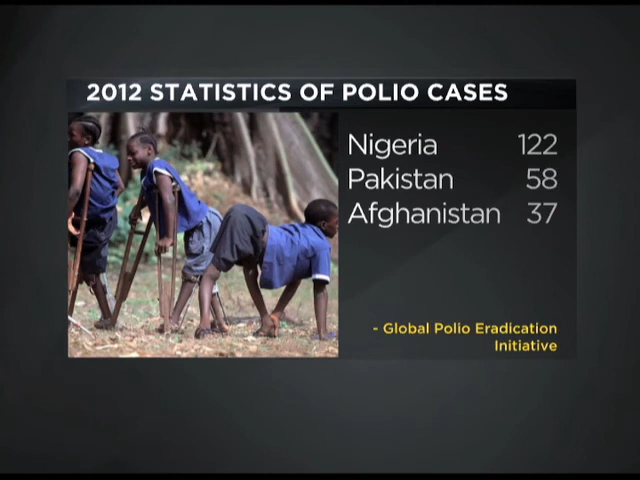 2012 STATISTICS OF POLIO CASES
Nigeria 122
Pakistan 58
Afghanistan 37
- Global Polio Eradication
Initiative